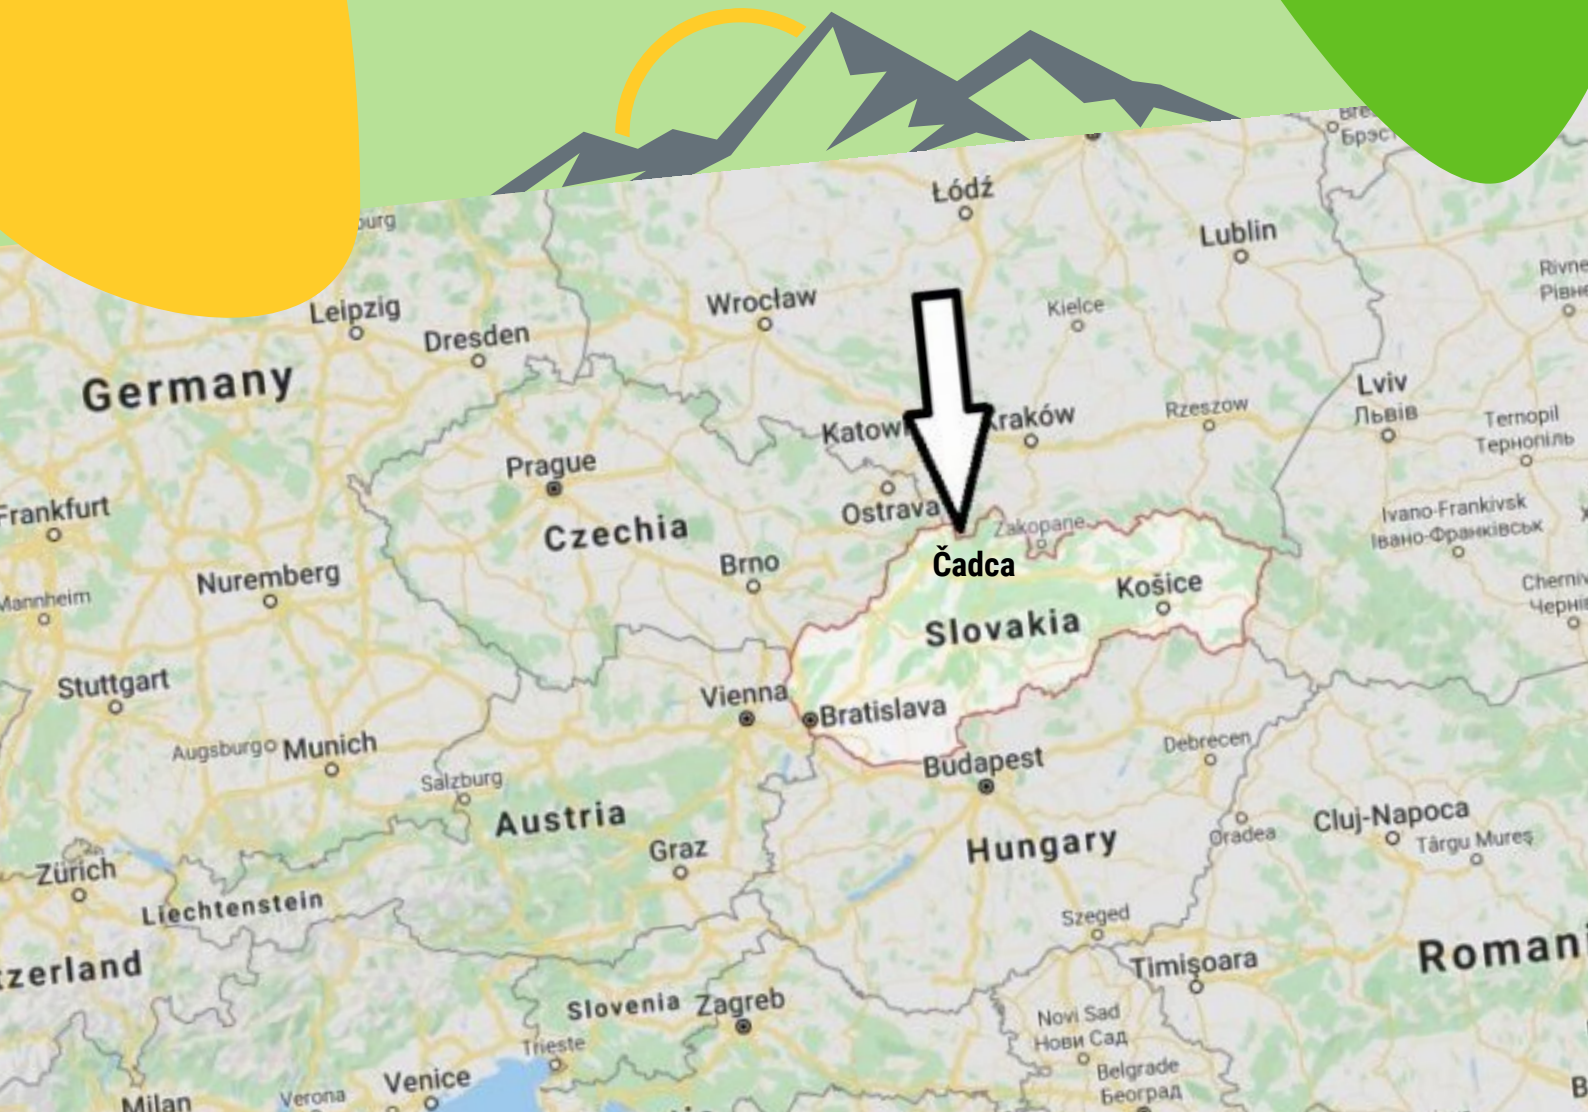 Łódź
Lublin
Wrocław
Kielce
Rivne
Leipzig
Dresden
Germany
Lviv
Львів
Rzeszow
Ternopil
Тернопіль
Kraków
Prague
Ostrava
Zakopane
Ivano-Frankivsk
Івано-Франківськ
Frankfurt
Czechia
Brno
Čadca
Košice
Nuremberg
Mannheim
Slovakia
Stuttgart
Vienna
Bratislava
Augsburg
Munich
Salzburg
Budapest
Debrecen
Austria
Hungary
Cluj-Napoca
Oradea
Târgu Mureș
Graz
Zürich
Liechtenstein
Szeged
Timișoara
Slovenia
Zagreb
Novi Sad
Нови Сад
Trieste
Belgrade
Београд
Venice
Verona
Milan